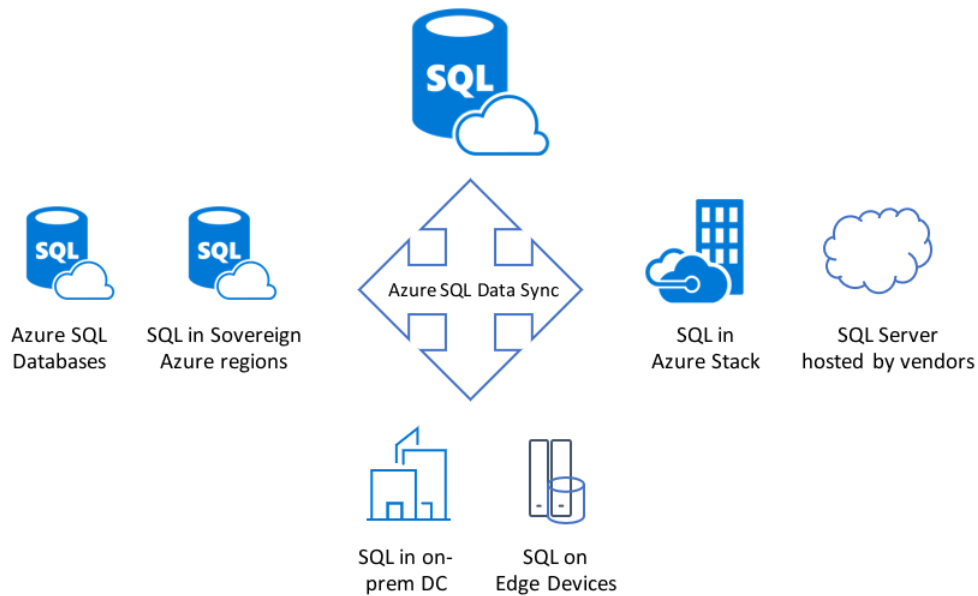 SQL
SQL
SQL
Azure SQL Data Sync
Azure SQL
Databases
SQL in Sovereign
Azure regions
SQL in
Azure Stack
SQL Server
hosted by vendors
SQL in on-
prem DC
SQL on
Edge Devices